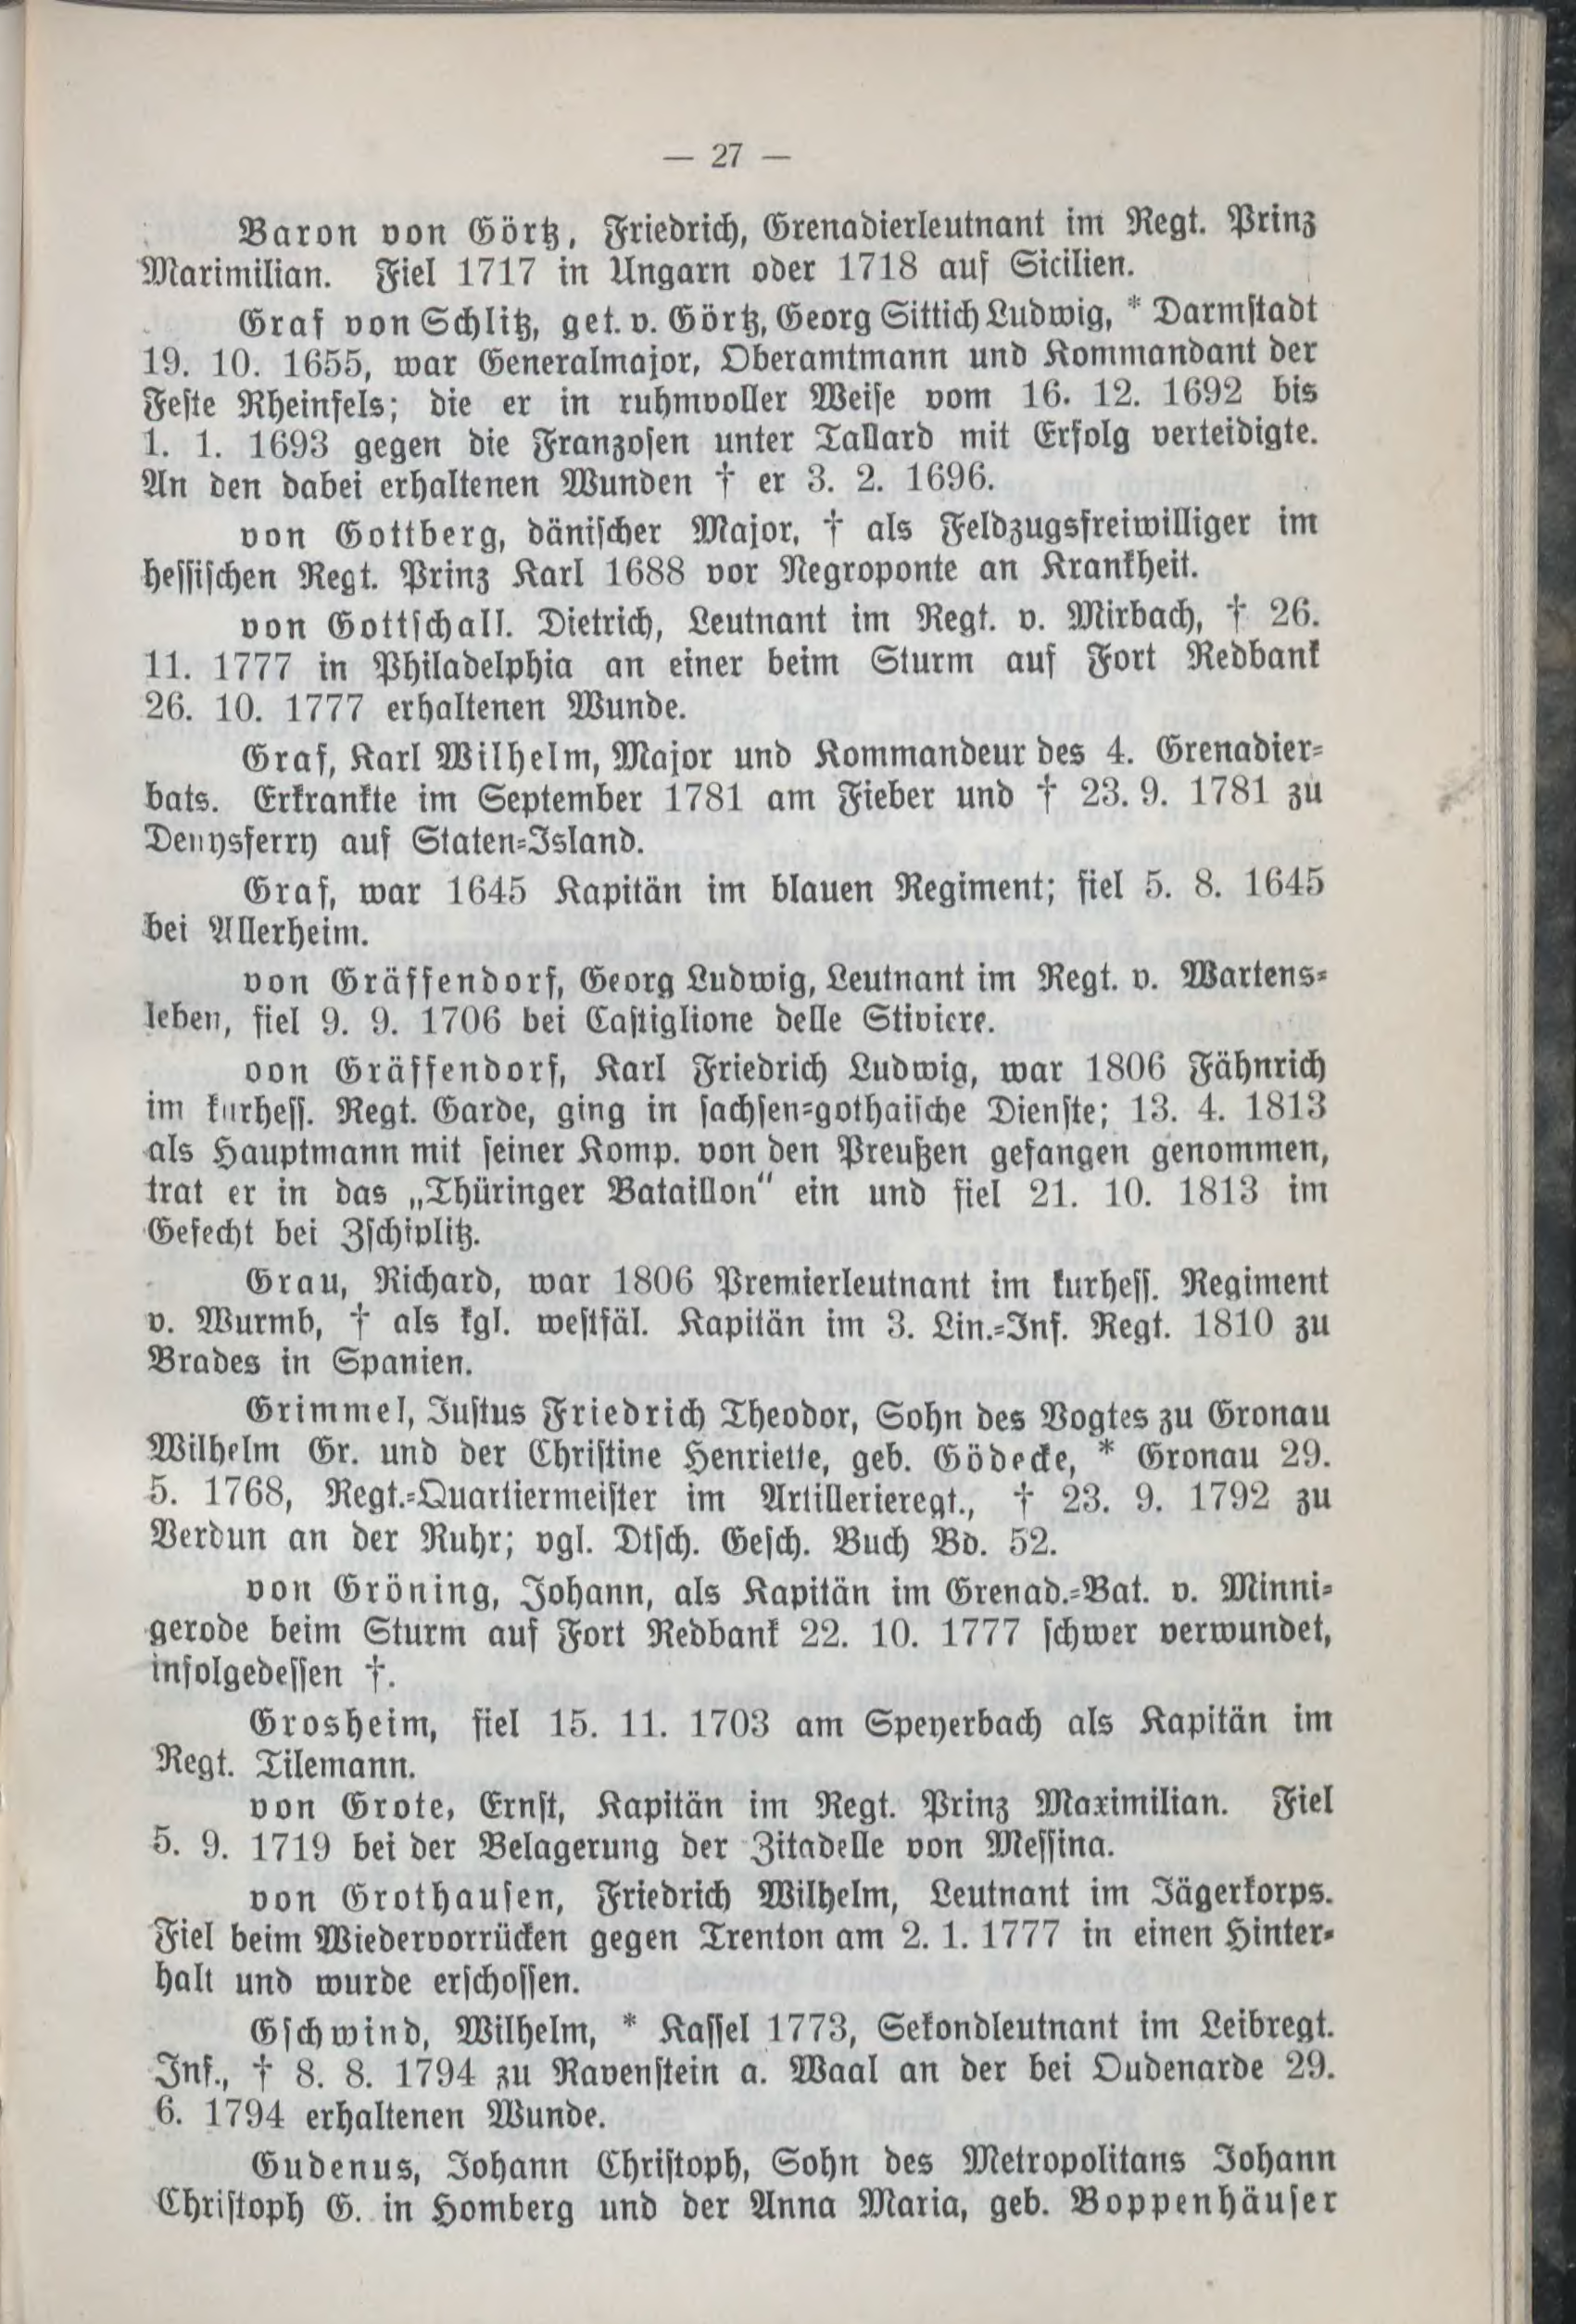 — 27 —
Baron von Görtz, Friedrich, Grenadierleutnant im Regt. Prinz
Maximilian. Fiel 1717 in Ungarn oder 1718 auf Sicilien.
Graf von Schlitz, get. v. Görtz, Georg Sittich Ludwig, * Darmstadt
19. 10. 1655, war Generalmajor, Oberamtmann und Kommandant der
Feste Rheinfels; die er in ruhmvoller Weise vom 16. 12. 1692 bis
1. 1. 1693 gegen die Franzosen unter Tallard mit Erfolg verteidigte.
An den dabei erhaltenen Wunden † er 3. 2. 1696.
von Gottberg, dänischer Major, † als Feldzugsfreiwilliger im
hessischen Regt. Prinz Karl 1688 vor Negroponte an Krankheit.
von Gottschall. Dietrich, Leutnant im Regt. v. Mirbach, † 26.
11. 1777 in Philadelphia an einer beim Sturm auf Fort Redbank
26. 10. 1777 erhaltenen Wunde.
Graf, Karl Wilhelm, Major und Kommandeur des 4. Grenadier-
bats. Erkrankte im September 1781 am Fieber und † 23. 9. 1781 zu
Dennsferry auf Staten-Island.
Graf, war 1645 Kapitän im blauen Regiment; fiel 5. 8. 1645
bei Allerheim.
von Gräffendorf, Georg Ludwig, Leutnant im Regt. v. Wartens-
leben, fiel 9. 9. 1706 bei Castiglione delle Stiviere.
von Gräffendorf, Karl Friedrich Ludwig, war 1806 Fähnrich
im kurhess. Regt. Garde, ging in sachsen-gothaische Dienste; 13. 4. 1813
als Hauptmann mit seiner Komp. von den Preußen gefangen genommen,
trat er in das „Thüringer Bataillon“ ein und fiel 21. 10. 1813 im
Gefecht bei Zschiplitz.
Grau, Richard, war 1806 Premierleutnant im kurhess. Regiment
v. Wurmb, † als kgl. westfäl. Kapitän im 3. Lin.-Inf. Regt. 1810 zu
Brades in Spanien.
Grimmel, Justus Friedrich Theodor, Sohn des Vogtes zu Gronau
Wilhelm Gr. und der Christine Henriette, geb. Gödecke, * Gronau 29.
5. 1768, Regt.-Quartiermeister im Artillerieregt., † 23. 9. 1792 zu
Verdun an der Ruhr; vgl. Dtsch. Gesch. Buch Bd. 52.
von Gröning, Johann, als Kapitän im Grenad.-Bat. v. Minni-
gerode beim Sturm auf Fort Redbank 22. 10. 1777 schwer verwundet,
infolgedessen †.
Grosheim, fiel 15. 11. 1703 am Speyerbach als Kapitän im
Regt. Tilemann.
von Grote, Ernst, Kapitän im Regt. Prinz Maximilian. Fiel
5. 9. 1719 bei der Belagerung der Zitadelle von Messina.
von Grothausen, Friedrich Wilhelm, Leutnant im Jägerkorps.
Fiel beim Wiedervorrücken gegen Trenton am 2. 1. 1777 in einen Hinter-
halt und wurde erschossen.
Gschwind, Wilhelm, * Kassel 1773, Sekondleutnant im Leibregt.
Inf., † 8. 8. 1794 zu Ravenstein a. Waal an der bei Oudenarde 29.
6. 1794 erhaltenen Wunde.
Gudenus, Johann Christoph, Sohn des Metropolitans Johann
Christoph G. in Homberg und der Anna Maria, geb. Boppenhäuser